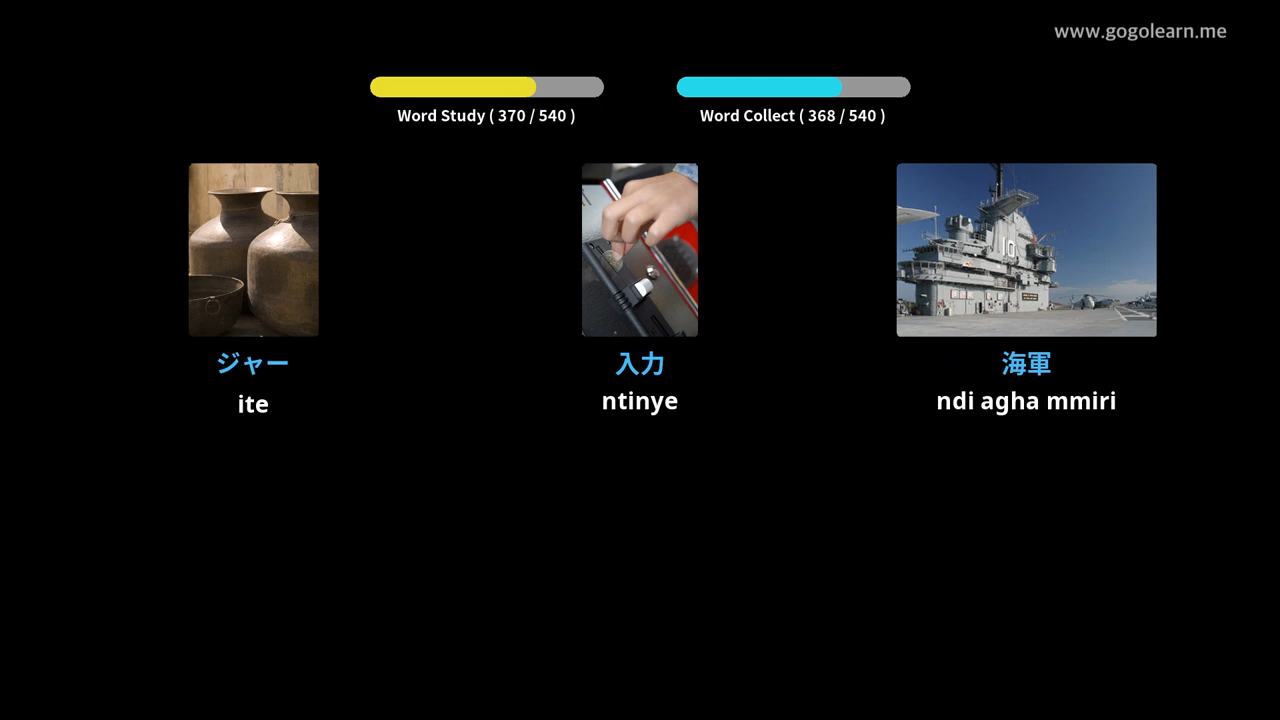 www.gogolearn.me
Word Study ( 370 / 540 )
Word Collect ( 368 / 540 )
ジャー
入力
海軍
ite
ntinye
ndi agha mmiri
10